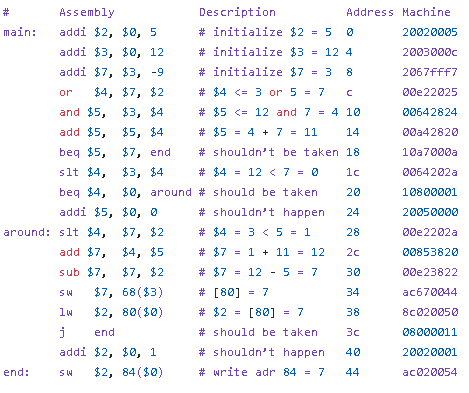 #       Assembly            Description         Address Machine
main:   addi $2, $0, 5      # initialize $2 = 5  0      20020005
        addi $3, $0, 12     # initialize $3 = 12 4      2003000c
        addi $7, $3, -9     # initialize $7 = 3  8      2067fff7
        or   $4, $7, $2     # $4 <= 3 or 5 = 7   c      00e22025
        and $5,  $3, $4     # $5 <= 12 and 7 = 4 10     00642824
        add $5,  $5, $4     # $5 = 4 + 7 = 11    14     00a42820
        beq $5,  $7, end    # shouldn't be taken 18     10a7000a
        slt $4,  $3, $4     # $4 = 12 < 7 = 0    1c     0064202a
        beq $4,  $0, around # should be taken    20     10800001
        addi $5, $0, 0      # shouldn't happen   24     20050000
around: slt $4,  $7, $2     # $4 = 3 < 5 = 1     28     00e2202a
        add $7,  $4, $5     # $7 = 1 + 11 = 12   2c     00853820
        sub $7,  $7, $2     # $7 = 12 - 5 = 7    30     00e23822
        sw   $7, 68($3)     # [80] = 7           34     ac670044
        lw   $2, 80($0)     # $2 = [80] = 7      38     8c020050
        j    end            # should be taken    3c     08000011
        addi $2, $0, 1      # shouldn't happen   40     20020001
end:    sw   $2, 84($0)     # write adr 84 = 7   44     ac020054